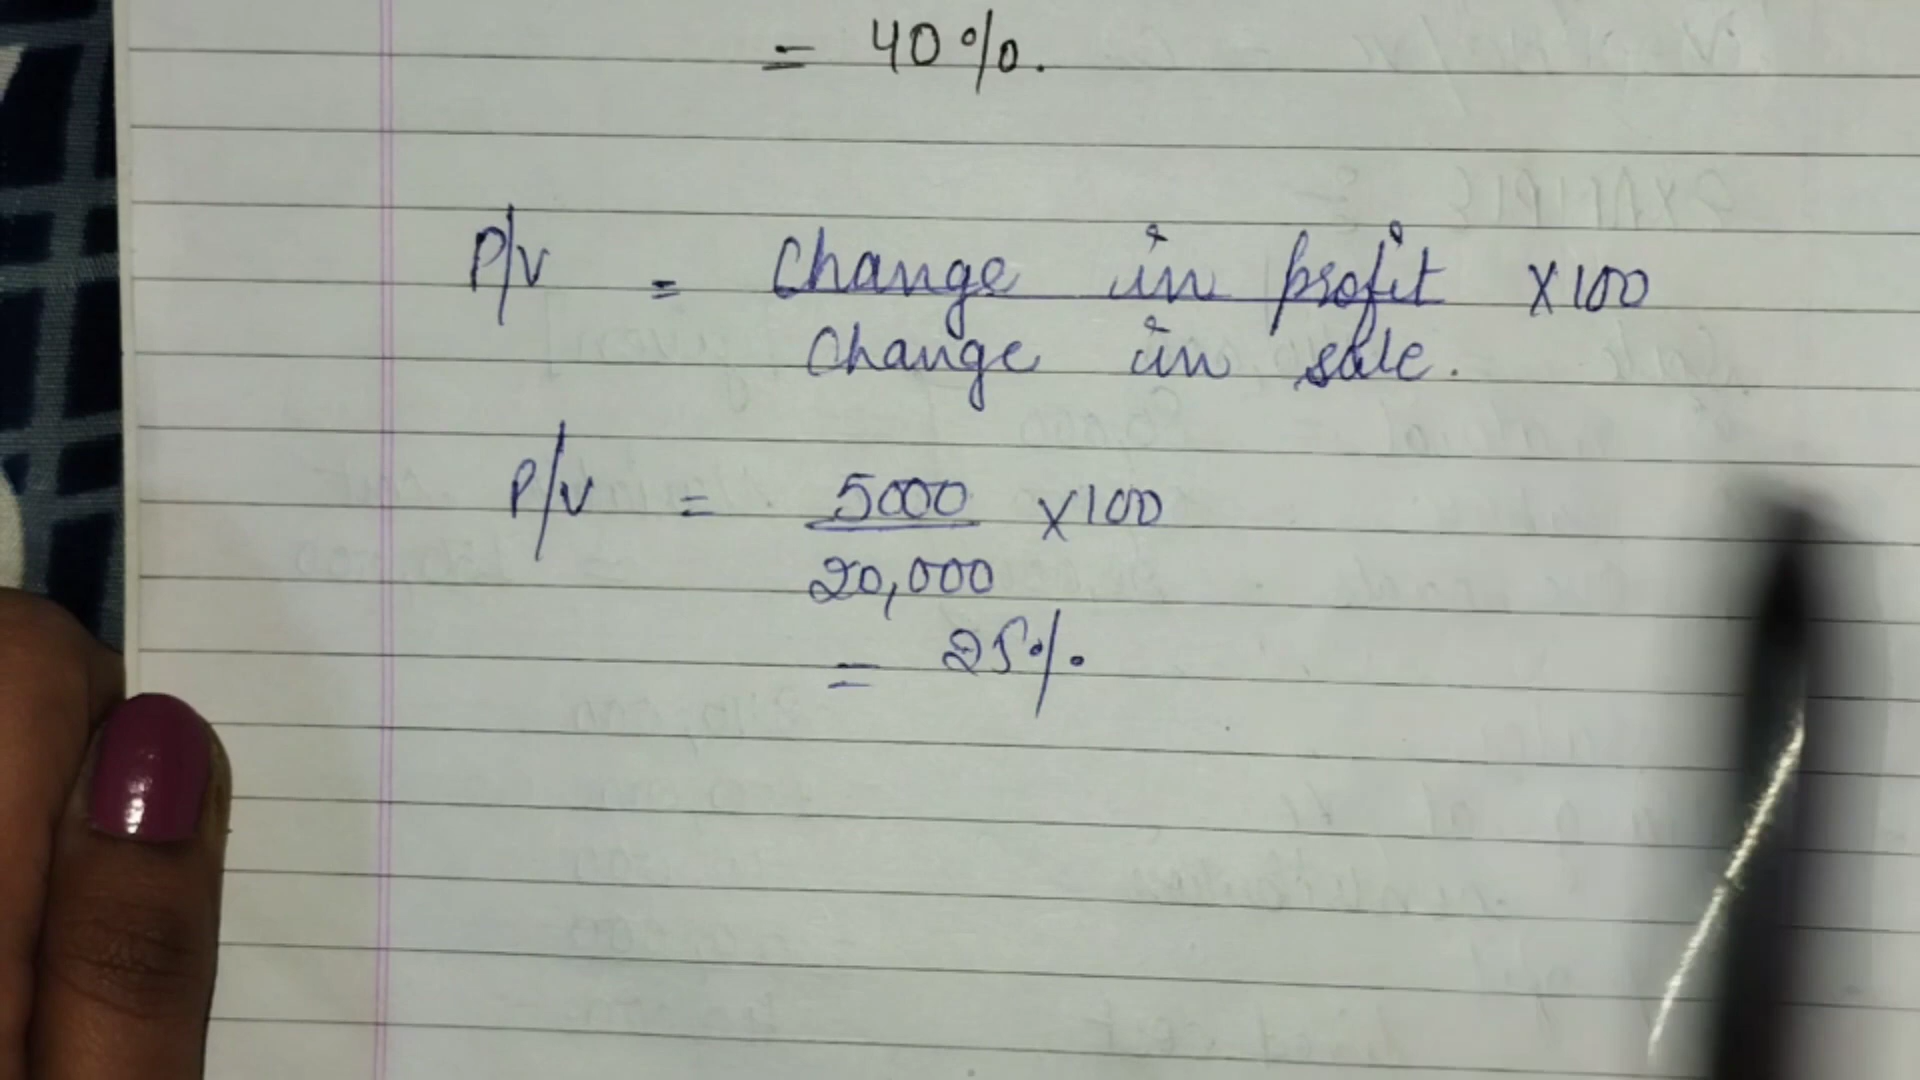 = 40%.
P/V = Change in profit X100
Change in sale.
P/V = 5000 X100
20,000
= 25%